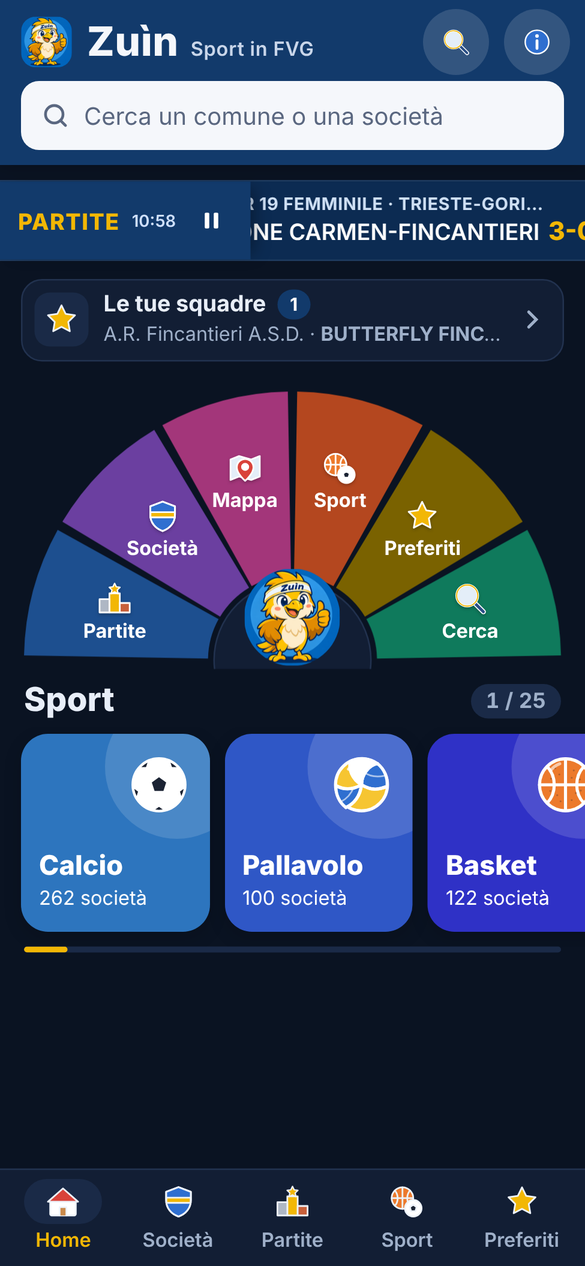 Zuìn
Zuìn Sport in FVG
Cerca un comune o una società
PARTITE 10:58
R 19 FEMMINILE · TRIESTE-GORI...
NE CARMEN-FINCANTIERI 3-0
Le tue squadre 1
A.R. Fincantieri A.S.D. · BUTTERFLY FINC...
Mappa
Sport
Società
Preferiti
Partite
Cerca
Zuìn
Sport 1 / 25
Calcio
262 società
Pallavolo
100 società
Basket
122 società
Home
Società
Partite
Sport
Preferiti